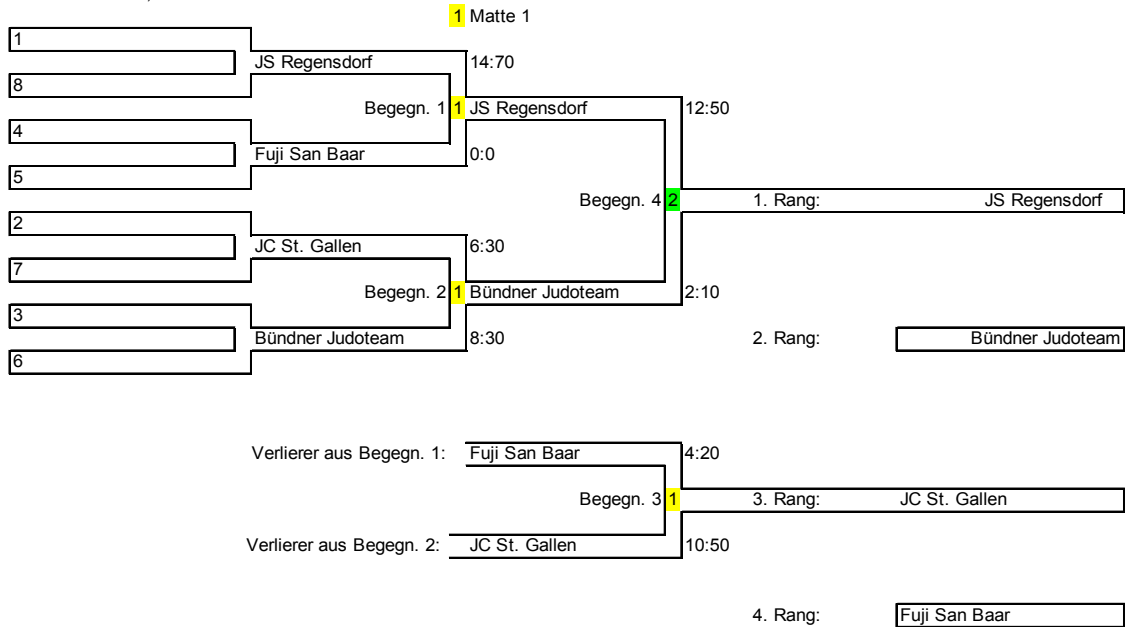 1 Matte 1
1
JS Regensdorf 14:70
8
Begegn. 1 1 JS Regensdorf 12:50
4
Fuji San Baar 0:0
5
Begegn. 4 2 1. Rang: JS Regensdorf
2
JC St. Gallen 6:30
7
Begegn. 2 1 Bündner Judoteam 2:10
3
Bündner Judoteam 8:30 2. Rang: Bündner Judoteam
6
Verlierer aus Begegn. 1: Fuji San Baar 4:20
Begegn. 3 1 3. Rang: JC St. Gallen
Verlierer aus Begegn. 2: JC St. Gallen 10:50
4. Rang: Fuji San Baar